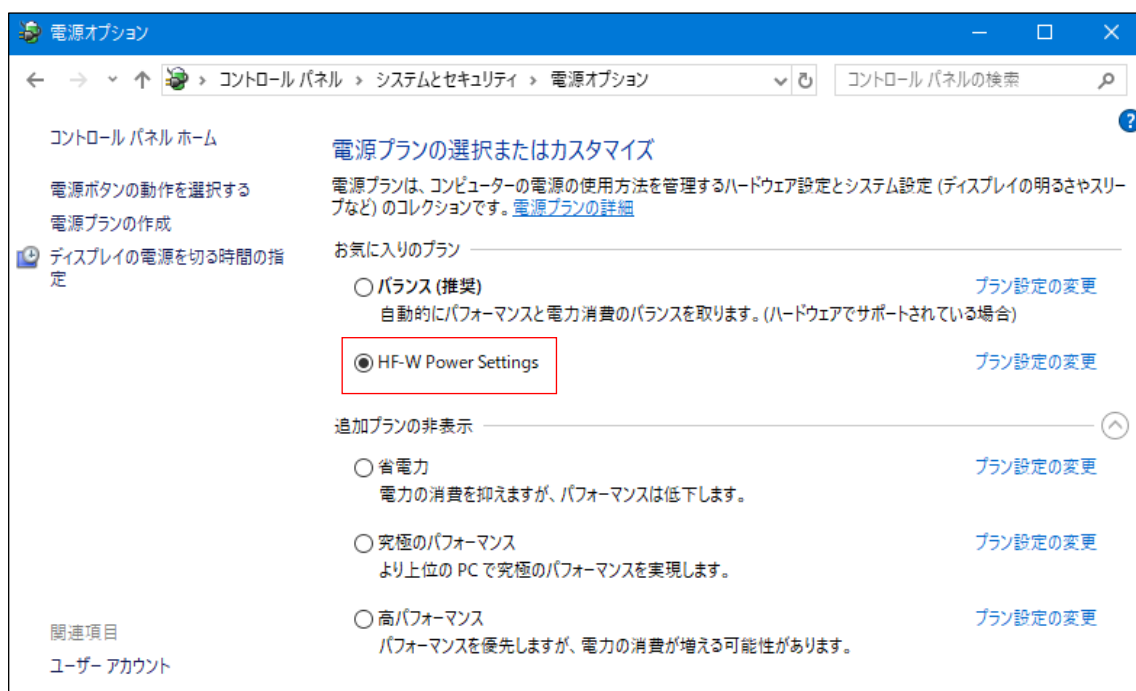 電源オプション
コントロール パネル › システムとセキュリティ › 電源オプション
コントロール パネルの検索
コントロール パネル ホーム
電源ボタンの動作を選択する
電源プランの作成
ディスプレイの電源を切る時間の指
定
電源プランの選択またはカスタマイズ
電源プランは、コンピューターの電源の使用方法を管理するハードウェア設定とシステム設定 (ディスプレイの明るさやスリー
プなど) のコレクションです。電源プランの詳細
お気に入りのプラン
バランス (推奨) プラン設定の変更
自動的にパフォーマンスと電力消費のバランスを取ります。(ハードウェアでサポートされている場合)
HF-W Power Settings プラン設定の変更
追加プランの非表示
省電力 プラン設定の変更
電力の消費を抑えますが、パフォーマンスは低下します。
究極のパフォーマンス プラン設定の変更
より上位の PC で究極のパフォーマンスを実現します。
高パフォーマンス プラン設定の変更
パフォーマンスを優先しますが、電力の消費が増える可能性があります。
関連項目
ユーザー アカウント